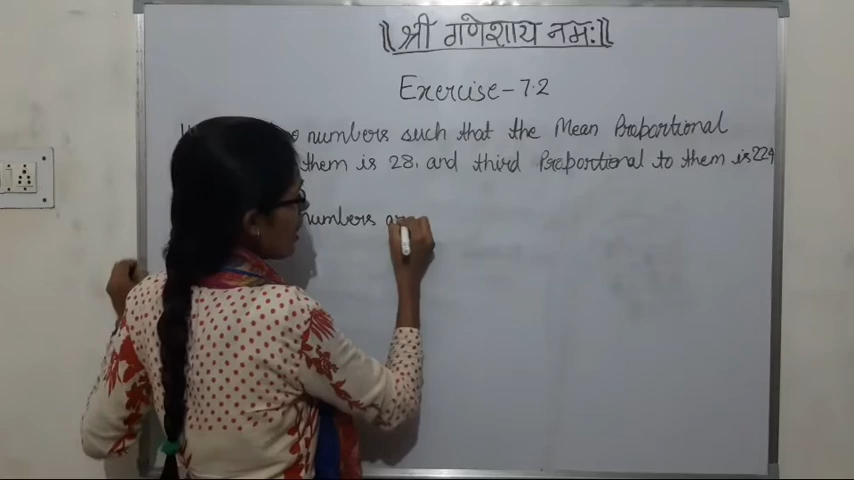 ॥ श्री गणेशाय नमः॥
Exercise-7.2
numbers such that the Mean Proportional
them is 28, and third Proportional to them is 224
numbers